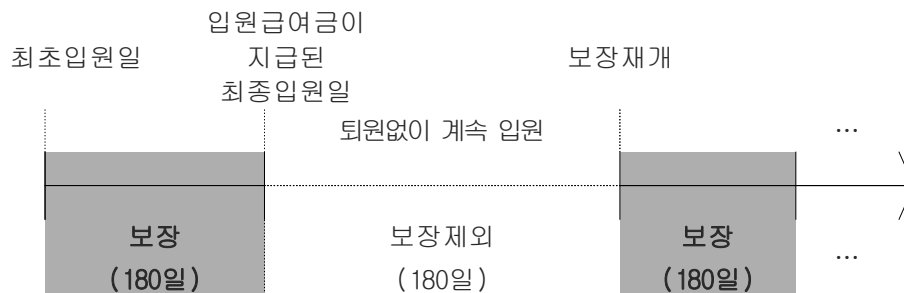 입원급여금이
최초입원일 지급된 보장재개
최종입원일
퇴원없이 계속 입원 …
보장 보장제외 보장 …
(180일) (180일) (180일)